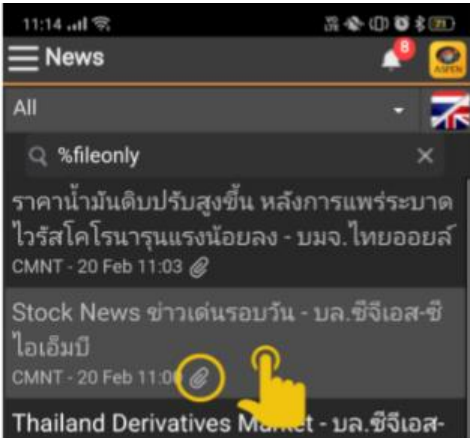 11:14
71
News
8
ASPEN
All
%fileonly
ราคาน้ำมันดิบปรับสูงขึ้น หลังการแพร่ระบาด
ไวรัสโคโรนารุนแรงน้อยลง - บมจ.ไทยออยล์
CMNT - 20 Feb 11:03
Stock News ข่าวเด่นรอบวัน - บล.ซีจีเอส-ซี
ไอเอ็มบี
CMNT - 20 Feb 11:0
Thailand Derivatives Market - บล.ซีจีเอส-